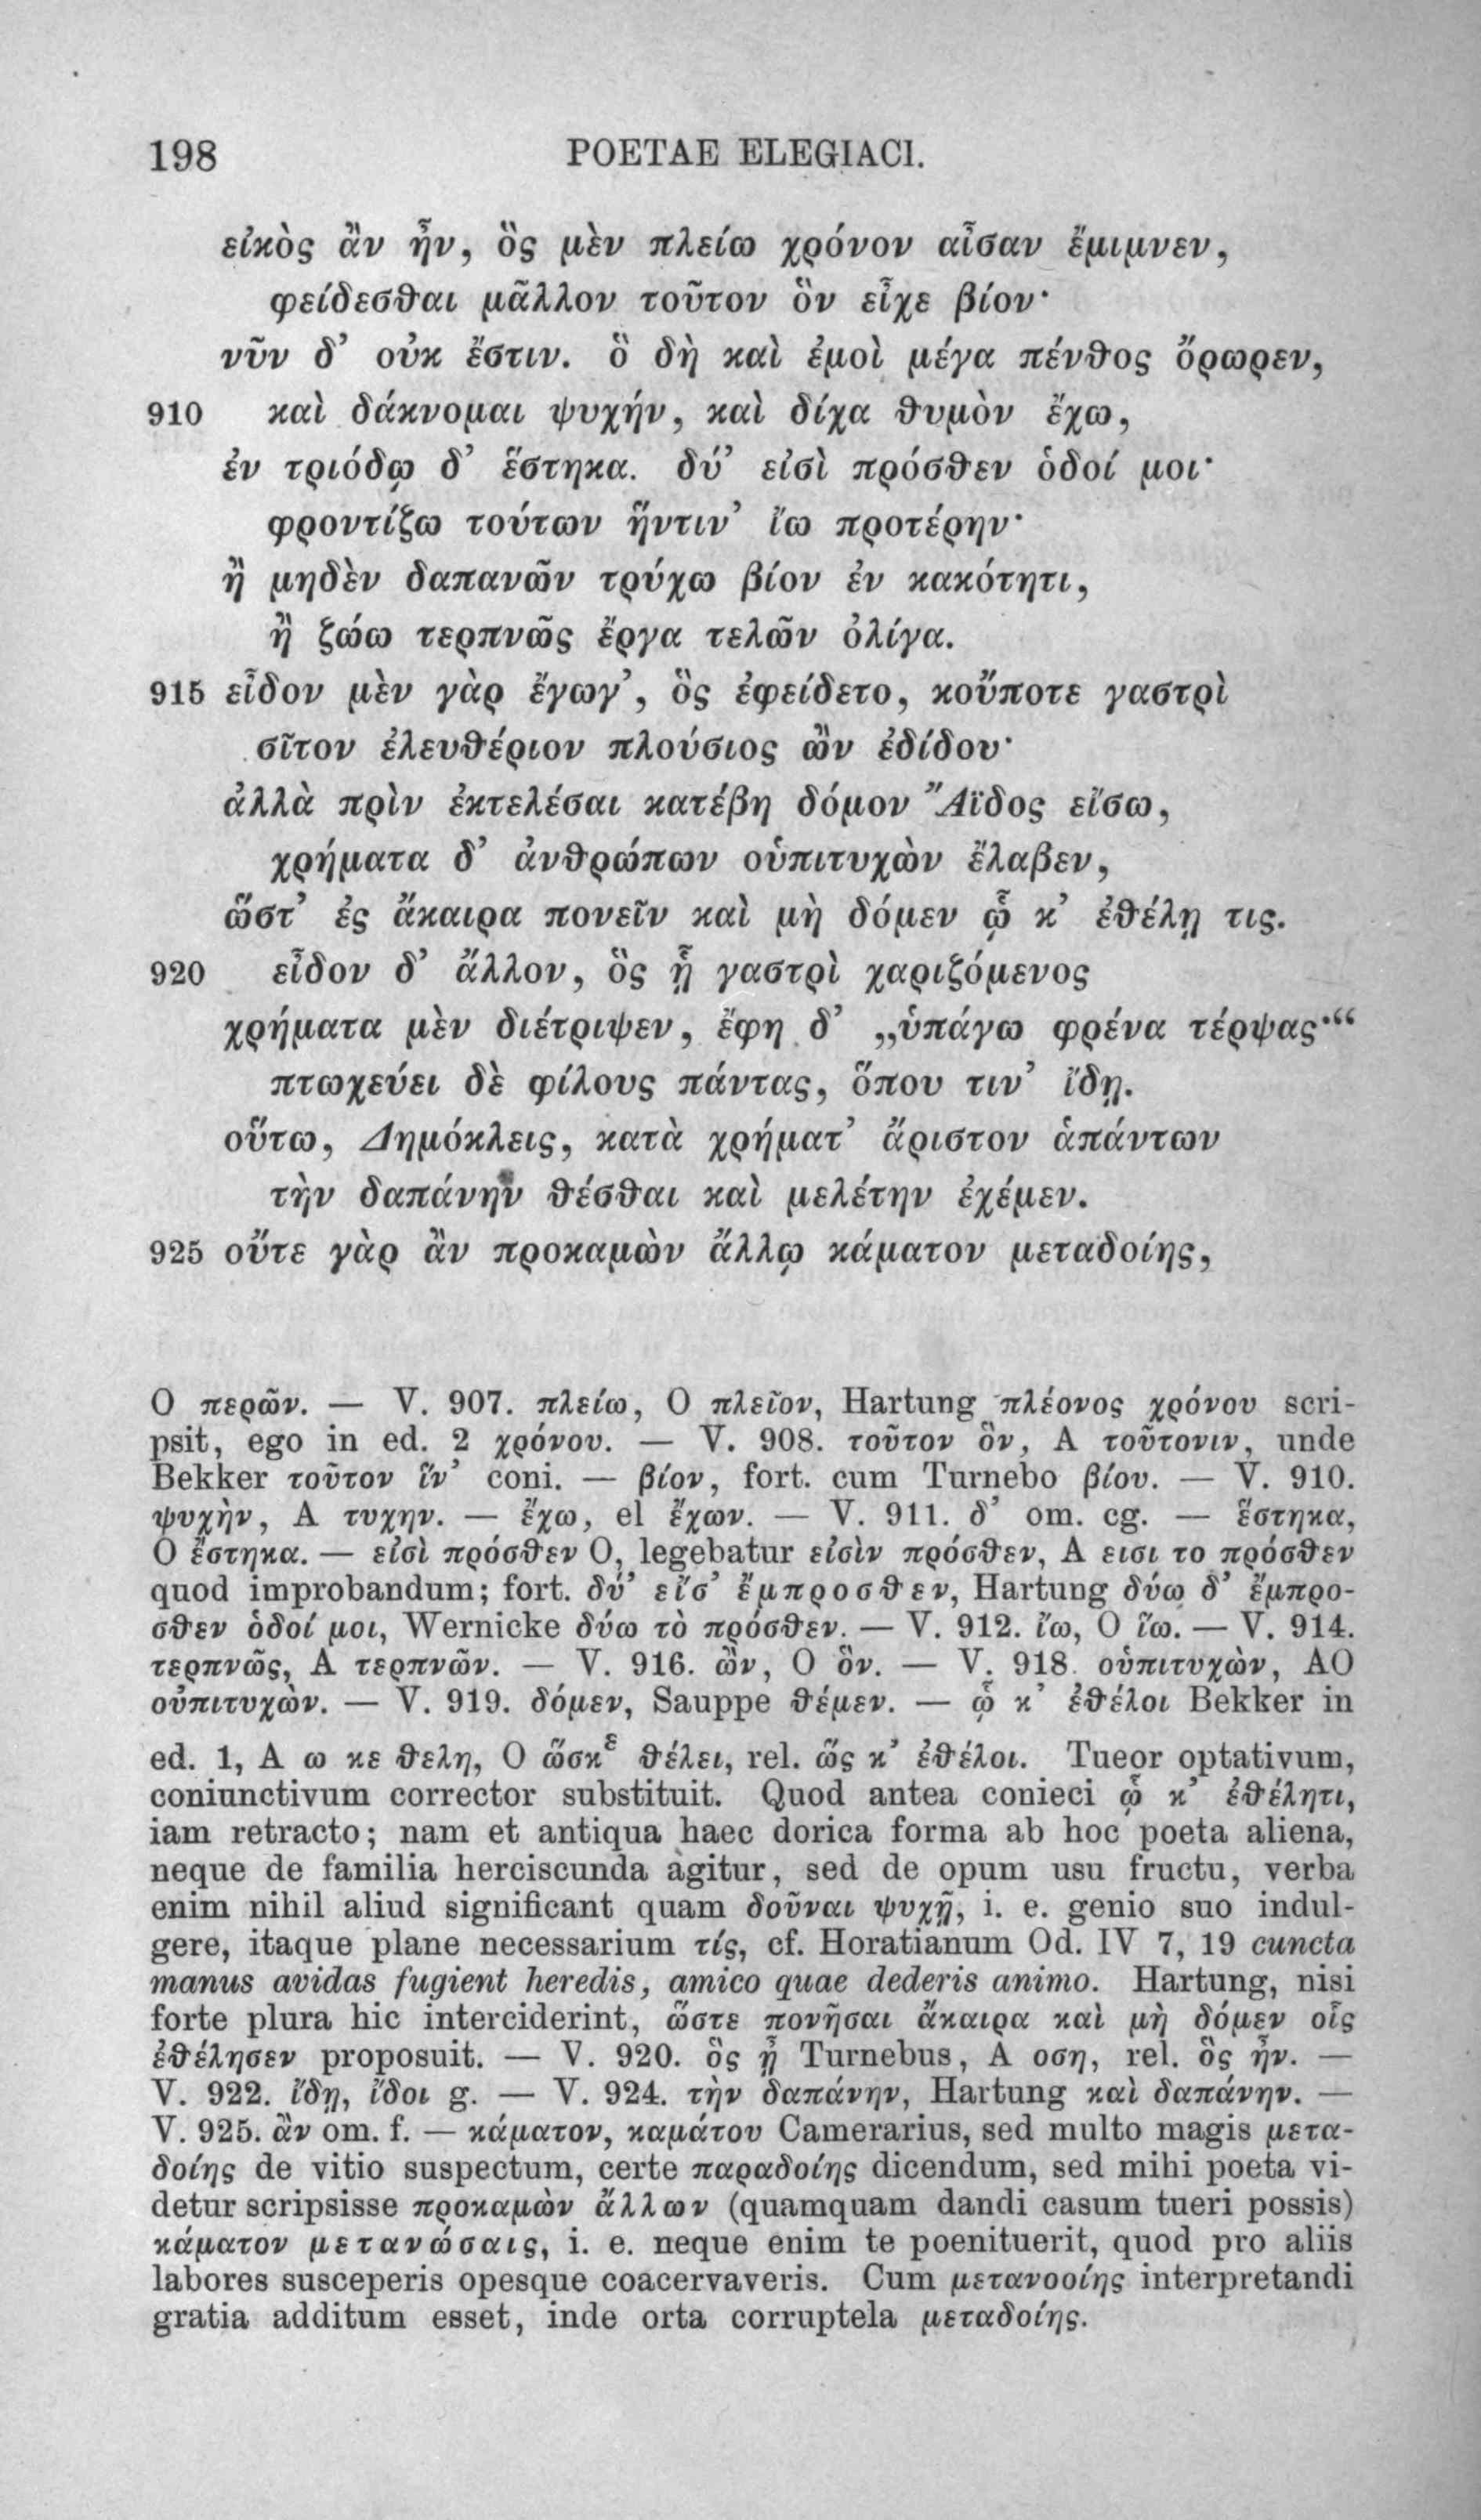 198 POETAE ELEGIACI.
εἰκὸς ἂν ἦν, ὃς μὲν πλείω χρόνον αἶσαν ἔμιμνεν,
φείδεσθαι μᾶλλον τοῦτον ὃν εἶχε βίον·
νῦν δ’ οὐκ ἔστιν. ὃ δὴ καὶ ἐμοὶ μέγα πένθος ὄρωρεν,
910 καὶ δάκνομαι ψυχήν, καὶ δίχα θυμὸν ἔχω,
ἐν τριόδῳ δ’ ἕστηκα. δύ’ εἰσὶ πρόσθεν ὁδοί μοι·
φροντίζω τούτων ἥντιν’ ἴω προτέρην·
ἢ μηδὲν δαπανῶν τρύχω βίον ἐν κακότητι,
ἢ ζώω τερπνῶς ἔργα τελῶν ὀλίγα.
915 εἶδον μὲν γὰρ ἔγωγ’, ὃς ἐφείδετο, κοὔποτε γαστρὶ
σῖτον ἐλευθέριον πλούσιος ὢν ἐδίδου·
ἀλλὰ πρὶν ἐκτελέσαι κατέβη δόμον Ἄϊδος εἴσω,
χρήματα δ’ ἀνθρώπων οὑπιτυχὼν ἔλαβεν,
ὥστ’ ἐς ἄκαιρα πονεῖν καὶ μὴ δόμεν ᾧ κ’ ἐθέλῃ τις.
920 εἶδον δ’ ἄλλον, ὃς ᾗ γαστρὶ χαριζόμενος
χρήματα μὲν διέτριψεν, ἔφη δ’ „ὑπάγω φρένα τέρψας·“
πτωχεύει δὲ φίλους πάντας, ὅπου τιν’ ἴδῃ.
οὕτω, Δημόκλεις, κατὰ χρήματ’ ἄριστον ἁπάντων
τὴν δαπάνην θέσθαι καὶ μελέτην ἐχέμεν.
925 οὔτε γὰρ ἂν προκαμὼν ἄλλῳ κάματον μεταδοίης,
O περῶν. — V. 907. πλείω, O πλεῖον, Hartung πλέονος χρόνου scri-
psit, ego in ed. 2 χρόνου. — V. 908. τοῦτον ὃν, A τοῦτονιν, unde
Bekker τοῦτον ἵν’ coni. — βίον, fort. cum Turnebo βίου. — V. 910.
ψυχὴν, A τυχην. — ἔχω, el ἔχων. — V. 911. δ’ om. cg. — ἕστηκα,
O ἔστηκα. — εἰσὶ πρόσθεν O, legebatur εἰσὶν πρόσθεν, A εισι το πρόσθεν
quod improbandum; fort. δύ’ εἴσ’ ἔμπροσθεν, Hartung δύω δ’ ἔμπρο-
σθεν ὁδοί μοι, Wernicke δύω τὸ πρόσθεν. — V. 912. ἴω, O ἵω. — V. 914.
τερπνῶς, A τερπνῶν. — V. 916. ὢν, O ὃν. — V. 918. οὑπιτυχὼν, AO
οὐπιτυχὼν. — V. 919. δόμεν, Sauppe θέμεν. — ᾧ κ’ ἐθέλοι Bekker in
ed. 1, A ω κε θελη, O ὥσκε θέλει, rel. ὥς κ’ ἐθέλοι. Tueor optativum,
coniunctivum corrector substituit. Quod antea conieci ᾧ κ’ ἐθέλητι,
iam retracto; nam et antiqua haec dorica forma ab hoc poeta aliena,
neque de familia herciscunda agitur, sed de opum usu fructu, verba
enim nihil aliud significant quam δοῦναι ψυχῇ, i. e. genio suo indul-
gere, itaque plane necessarium τίς, cf. Horatianum Od. IV 7, 19 cuncta
manus avidas fugient heredis, amico quae dederis animo. Hartung, nisi
forte plura hic interciderint, ὥστε πονῆσαι ἄκαιρα καὶ μὴ δόμεν οἷς
ἐθέλησεν proposuit. — V. 920. ὃς ᾗ Turnebus, A οση, rel. ὃς ἦν. —
V. 922. ἴδῃ, ἴδοι g. — V. 924. τὴν δαπάνην, Hartung καὶ δαπάνην. —
V. 925. ἂν om. f. — κάματον, καμάτου Camerarius, sed multo magis μετα-
δοίης de vitio suspectum, certe παραδοίης dicendum, sed mihi poeta vi-
detur scripsisse προκαμὼν ἄλλων (quamquam dandi casum tueri possis)
κάματον μετανώσαις, i. e. neque enim te poenituerit, quod pro aliis
labores susceperis opesque coacervaveris. Cum μετανοοίης interpretandi
gratia additum esset, inde orta corruptela μεταδοίης.